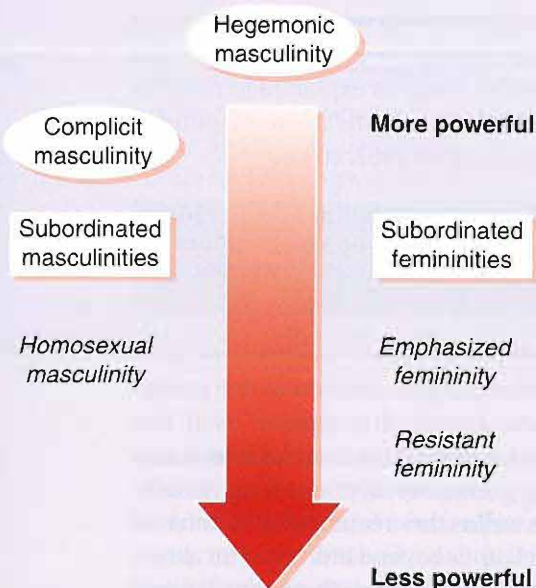 Hegemonic
masculinity
More powerful
Complicit
masculinity
Subordinated
masculinities
Subordinated
femininities
Homosexual
masculinity
Emphasized
femininity
Resistant
femininity
Less powerful